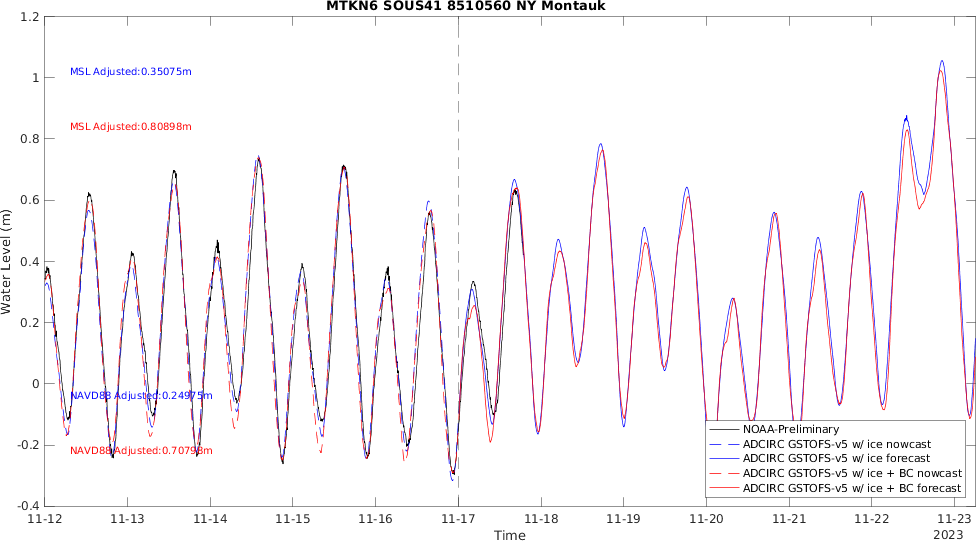 MTKN6 SOUS41 8510560 NY Montauk
1.2
1
0.8
0.6
0.4
0.2
0
-0.2
-0.4
Water Level (m)
MSL Adjusted:0.35075m
MSL Adjusted:0.80898m
NAVD88 Adjusted:0.24975m
NAVD88 Adjusted:0.70798m
NOAA-Preliminary
ADCIRC GSTOFS-v5 w/ ice nowcast
ADCIRC GSTOFS-v5 w/ ice forecast
ADCIRC GSTOFS-v5 w/ ice + BC nowcast
ADCIRC GSTOFS-v5 w/ ice + BC forecast
11-12 11-13 11-14 11-15 11-16 11-17 11-18 11-19 11-20 11-21 11-22 11-23
Time
2023